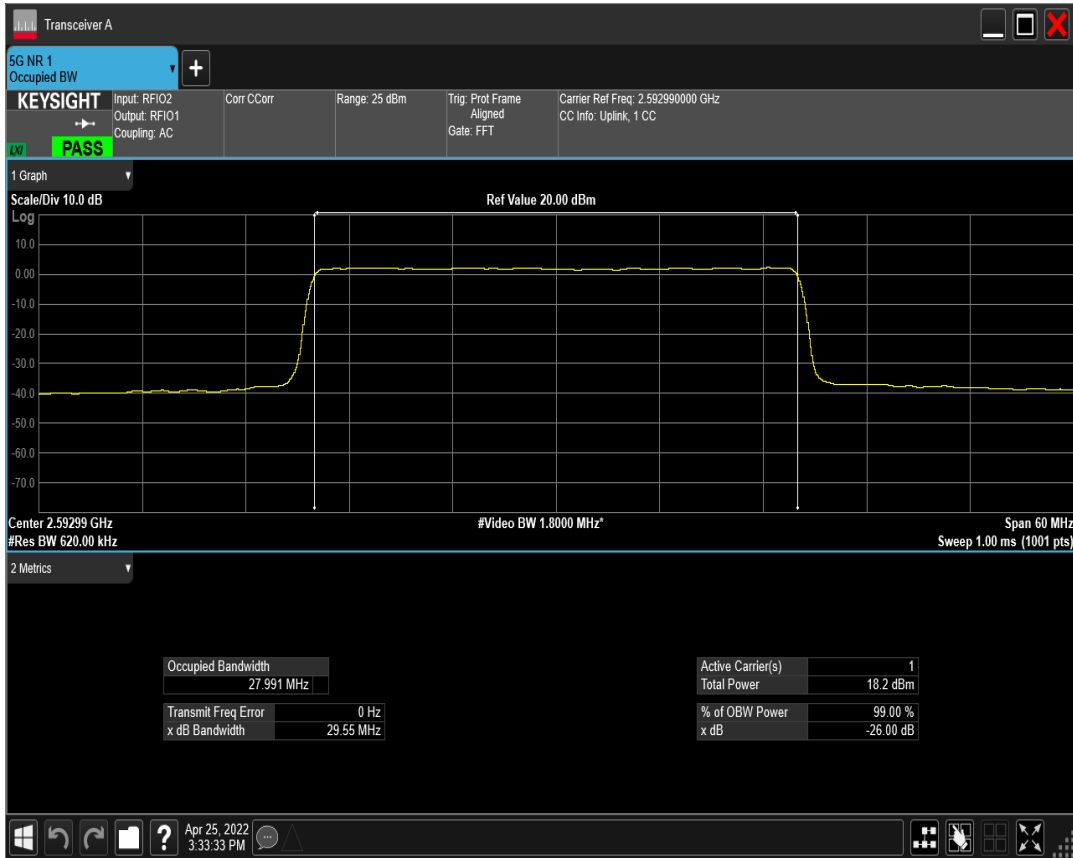 Transceiver A
5G NR 1
Occupied BW
+
KEYSIGHT
LXI
PASS
Input: RFIO2
Output: RFIO1
Coupling: AC
Corr CCorr
Range: 25 dBm
Trig: Prot Frame
Aligned
Gate: FFT
Carrier Ref Freq: 2.592990000 GHz
CC Info: Uplink, 1 CC
1 Graph
Scale/Div 10.0 dB
Ref Value 20.00 dBm
Log
10.0
0.00
-10.0
-20.0
-30.0
-40.0
-50.0
-60.0
-70.0
Center 2.59299 GHz
#Video BW 1.8000 MHz*
Span 60 MHz
#Res BW 620.00 kHz
Sweep 1.00 ms (1001 pts)
2 Metrics
Occupied Bandwidth
27.991 MHz
Transmit Freq Error 0 Hz
x dB Bandwidth 29.55 MHz
Active Carrier(s) 1
Total Power 18.2 dBm
% of OBW Power 99.00 %
x dB -26.00 dB
?
Apr 25, 2022
3:33:33 PM